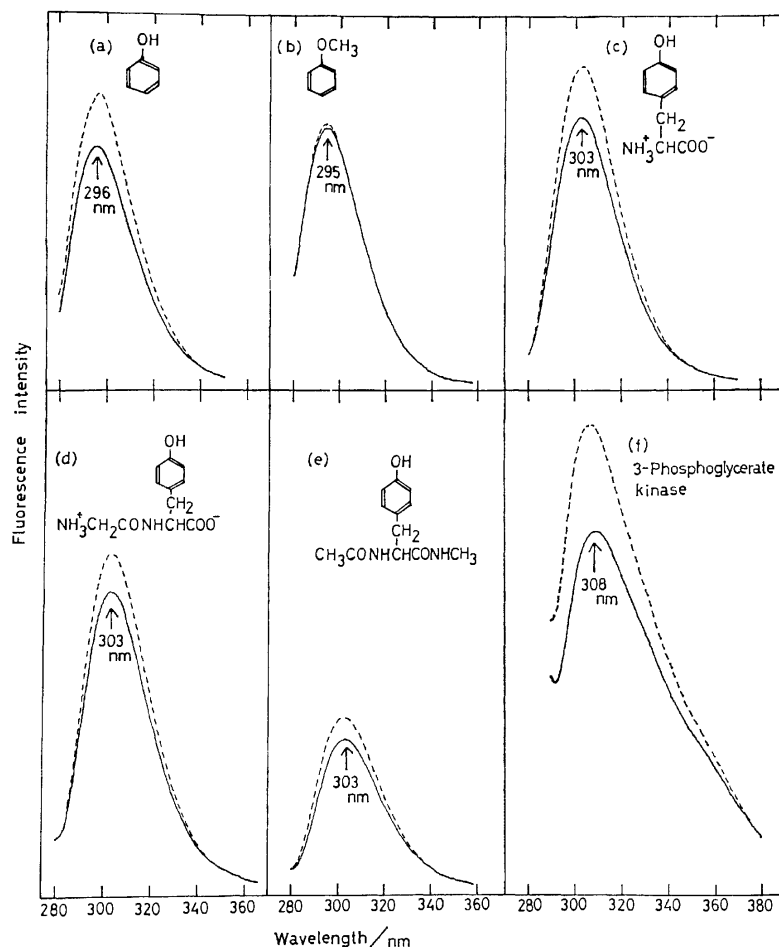 (a)
OH
296
nm
(b)
OCH3
295
nm
(c)
OH
CH2
NH3+CHCOO−
303
nm
Fluorescence intensity
(d)
OH
CH2
NH3+CH2CONHCHCOO−
303
nm
(e)
OH
CH2
CH3CONHCHCONHCH3
303
nm
(f)
3-Phosphoglycerate
kinase
308
nm
280 300 320 340 360
280 300 320 340 360
280 300 320 340 360 380
Wavelength/nm